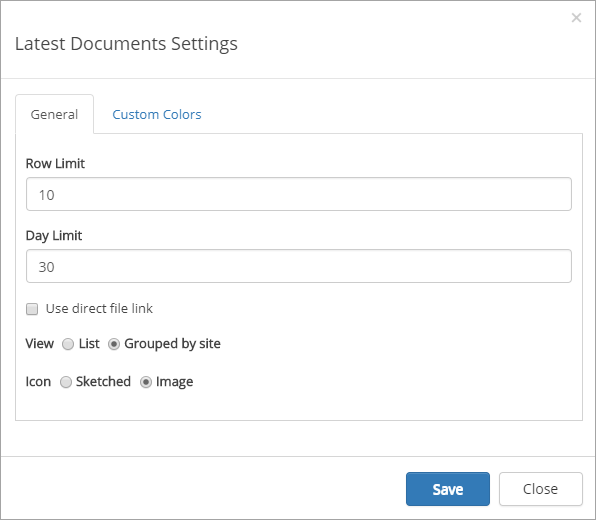 ×
Latest Documents Settings
General Custom Colors
Row Limit
10
Day Limit
30
Use direct file link
View List Grouped by site
Icon Sketched Image
Save Close